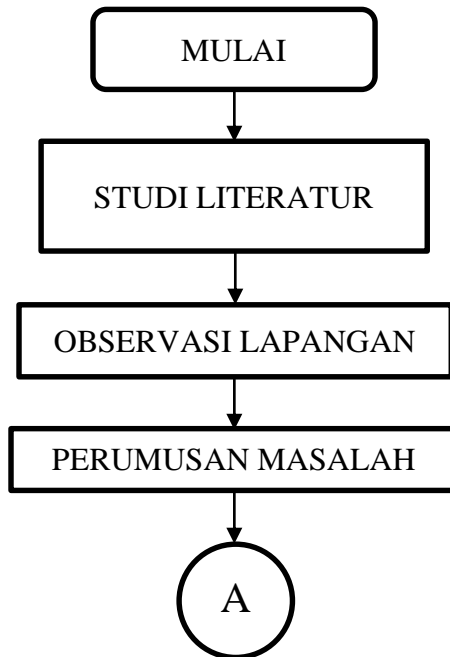 MULAI
STUDI LITERATUR
OBSERVASI LAPANGAN
PERUMUSAN MASALAH
A